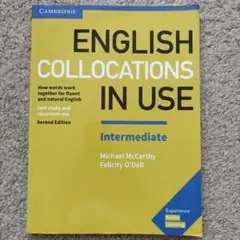 CAMBRIDGE
ENGLISH
COLLOCATIONS
IN USE
How words work
together for fluent
and natural English
Self-study and
classroom use
Second Edition
Intermediate
Michael McCarthy
Felicity O'Dell
Experience